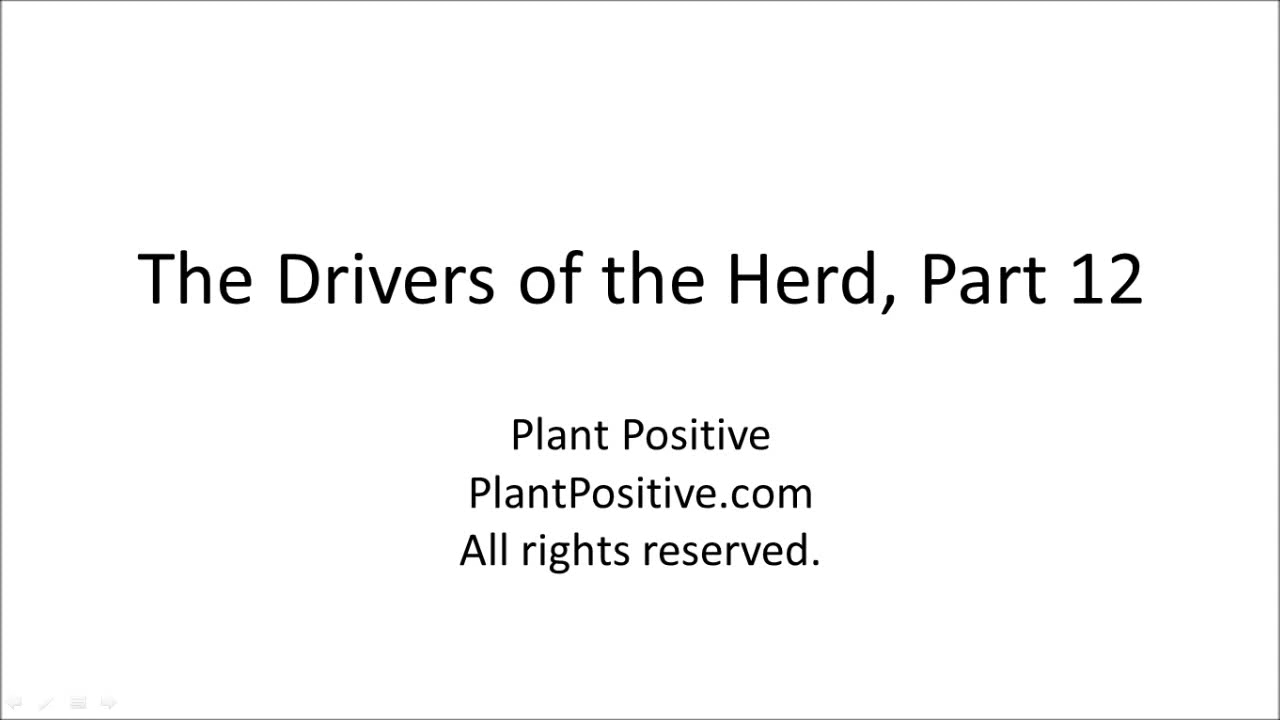 The Drivers of the Herd, Part 12
Plant Positive
PlantPositive.com
All rights reserved.